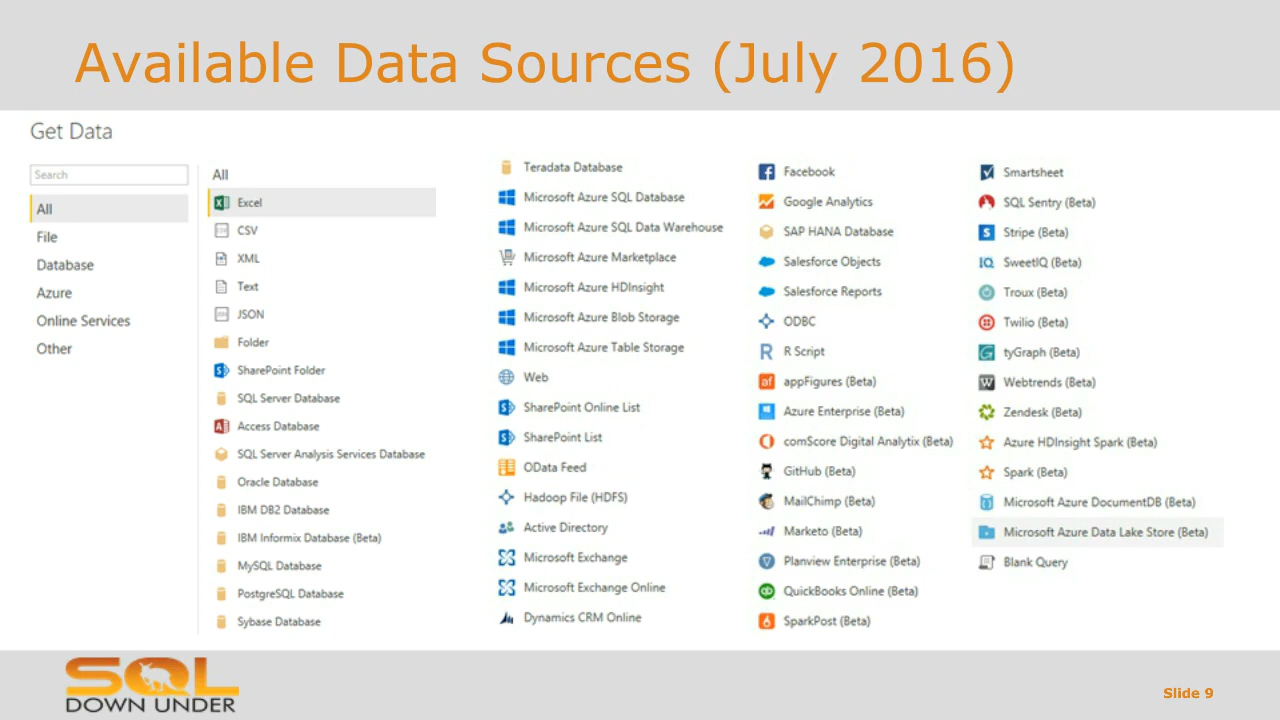 Available Data Sources (July 2016)
Get Data
Search
All
File
Database
Azure
Online Services
Other
All
Excel
CSV
XML
Text
JSON
Folder
SharePoint Folder
SQL Server Database
Access Database
SQL Server Analysis Services Database
Oracle Database
IBM DB2 Database
IBM Informix Database (Beta)
MySQL Database
PostgreSQL Database
Sybase Database
Teradata Database
Microsoft Azure SQL Database
Microsoft Azure SQL Data Warehouse
Microsoft Azure Marketplace
Microsoft Azure HDInsight
Microsoft Azure Blob Storage
Microsoft Azure Table Storage
Web
SharePoint Online List
SharePoint List
OData Feed
Hadoop File (HDFS)
Active Directory
Microsoft Exchange
Microsoft Exchange Online
Dynamics CRM Online
Facebook
Google Analytics
SAP HANA Database
Salesforce Objects
Salesforce Reports
ODBC
R Script
appFigures (Beta)
Azure Enterprise (Beta)
comScore Digital Analytix (Beta)
GitHub (Beta)
MailChimp (Beta)
Marketo (Beta)
Planview Enterprise (Beta)
QuickBooks Online (Beta)
SparkPost (Beta)
Smartsheet
SQL Sentry (Beta)
Stripe (Beta)
SweetIQ (Beta)
Troux (Beta)
Twilio (Beta)
tyGraph (Beta)
Webtrends (Beta)
Zendesk (Beta)
Azure HDInsight Spark (Beta)
Spark (Beta)
Microsoft Azure DocumentDB (Beta)
Microsoft Azure Data Lake Store (Beta)
Blank Query
SQL
DOWN UNDER
Slide 9